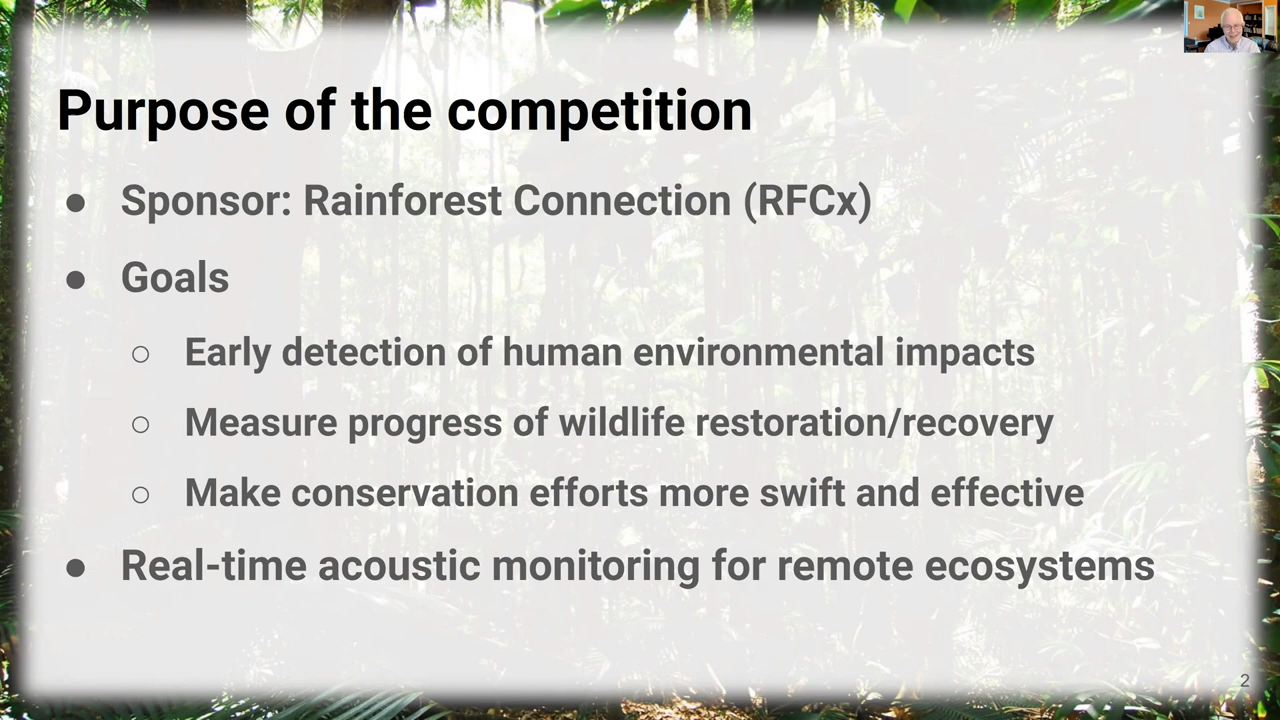 Purpose of the competition
● Sponsor: Rainforest Connection (RFCx)
● Goals
○ Early detection of human environmental impacts
○ Measure progress of wildlife restoration/recovery
○ Make conservation efforts more swift and effective
● Real-time acoustic monitoring for remote ecosystems
2